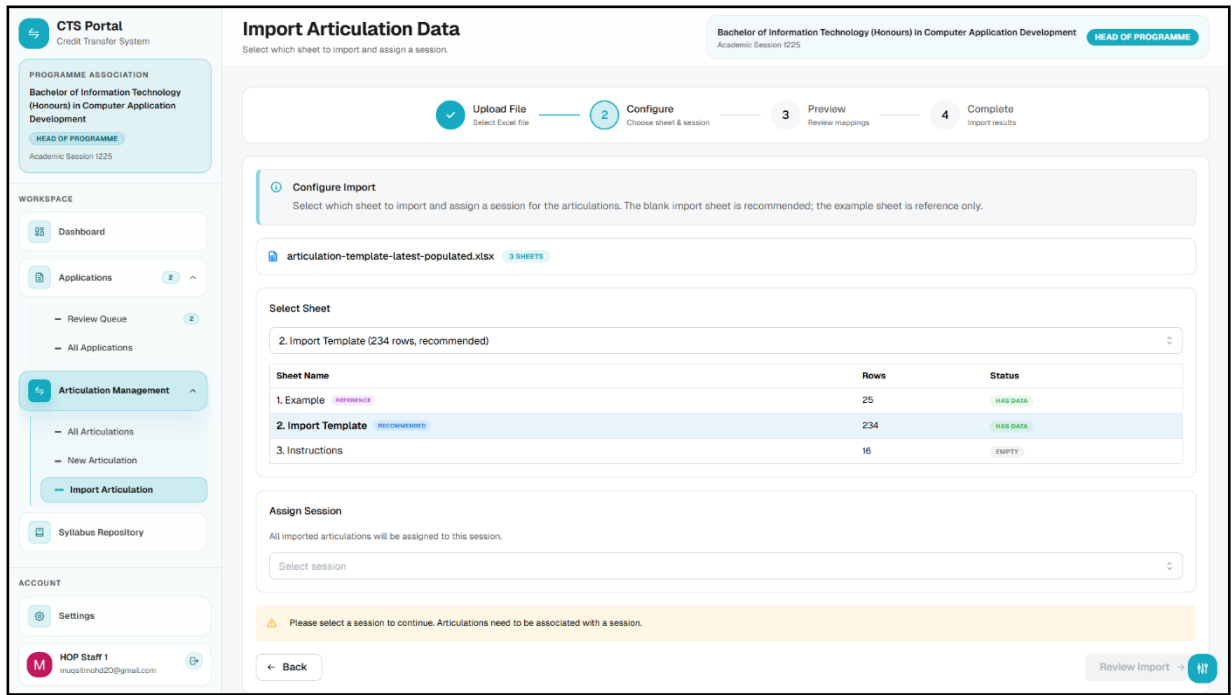 CTS Portal
Credit Transfer System
PROGRAMME ASSOCIATION
Bachelor of Information Technology
(Honours) in Computer Application
Development
HEAD OF PROGRAMME
Academic Session 1225
WORKSPACE
Dashboard
Applications 2
Review Queue 2
All Applications
Articulation Management
All Articulations
New Articulation
Import Articulation
Syllabus Repository
ACCOUNT
Settings
M
HOP Staff 1
muqsitmohd20@gmail.com
Import Articulation Data
Select which sheet to import and assign a session.
Bachelor of Information Technology (Honours) in Computer Application Development
Academic Session 1225
HEAD OF PROGRAMME
Upload File
Select Excel file
2 Configure
Choose sheet & session
3 Preview
Review mappings
4 Complete
Import results
Configure Import
Select which sheet to import and assign a session for the articulations. The blank import sheet is recommended; the example sheet is reference only.
articulation-template-latest-populated.xlsx 3 SHEETS
Select Sheet
2. Import Template (234 rows, recommended)
Sheet Name Rows Status
1. Example REFERENCE 25 HAS DATA
2. Import Template RECOMMENDED 234 HAS DATA
3. Instructions 16 EMPTY
Assign Session
All imported articulations will be assigned to this session.
Select session
Please select a session to continue. Articulations need to be associated with a session.
← Back
Review Import →